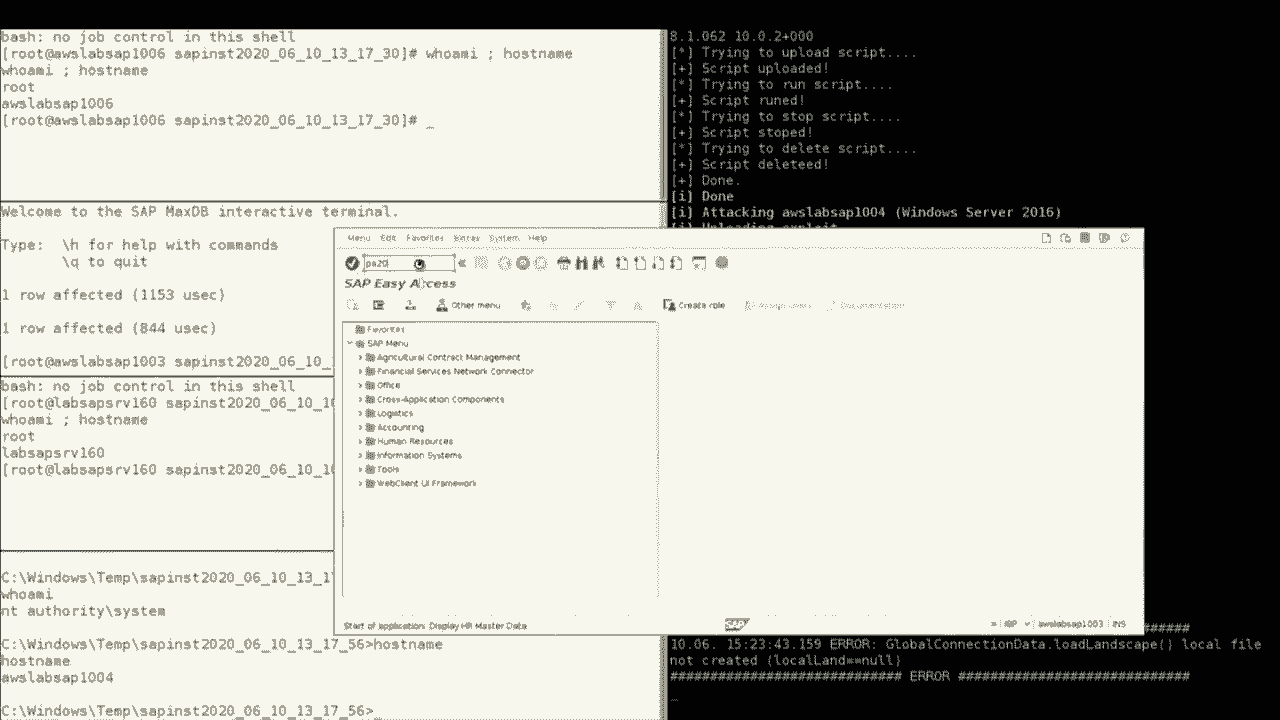 bash: no job control in this shell
[root@awslabsap1006 sapinst2020_06_10_13_17_30]# whoami ; hostname
whoami ; hostname
root
awslabsap1006
[root@awslabsap1006 sapinst2020_06_10_13_17_30]# _
Welcome to the SAP MaxDB interactive terminal.
Type: \h for help with commands
\q to quit
1 row affected (1153 usec)
1 row affected (844 usec)
[root@awslabsap1003 sapinst2020_06_10_
bash: no job control in this shell
[root@labsapsrv160 sapinst2020_06_10_1
whoami ; hostname
root
labsapsrv160
[root@labsapsrv160 sapinst2020_06_10_1
C:\Windows\Temp\sapinst2020_06_10_13_1
whoami
nt authority\system
C:\Windows\Temp\sapinst2020_06_10_13_17_56>hostname
hostname
awslabsap1004
C:\Windows\Temp\sapinst2020_06_10_13_17_56>_
8.1.062 10.0.2+000
[*] Trying to upload script....
[+] Script uploaded!
[*] Trying to run script....
[+] Script runed!
[*] Trying to stop script....
[+] Script stoped!
[*] Trying to delete script....
[+] Script deleteed!
[+] Done.
[i] Done
[i] Attacking awslabsap1004 (Windows Server 2016)
[i] Uploading exploit
Menu Edit Favorites Extras System Help
pa20
SAP Easy Access
Other menu
Create role
Documentation
Favorites
SAP Menu
Agricultural Contract Management
Financial Services Network Connector
Office
Cross-Application Components
Logistics
Accounting
Human Resources
Information Systems
Tools
WebClient UI Framework
Start of application: Display HR Master Data
SAP
awslabsap1003 INS
######
10.06. 15:23:43.159 ERROR: GlobalConnectionData.loadLandscape() local file
not created (localLand==null)
############################ ERROR ############################
_